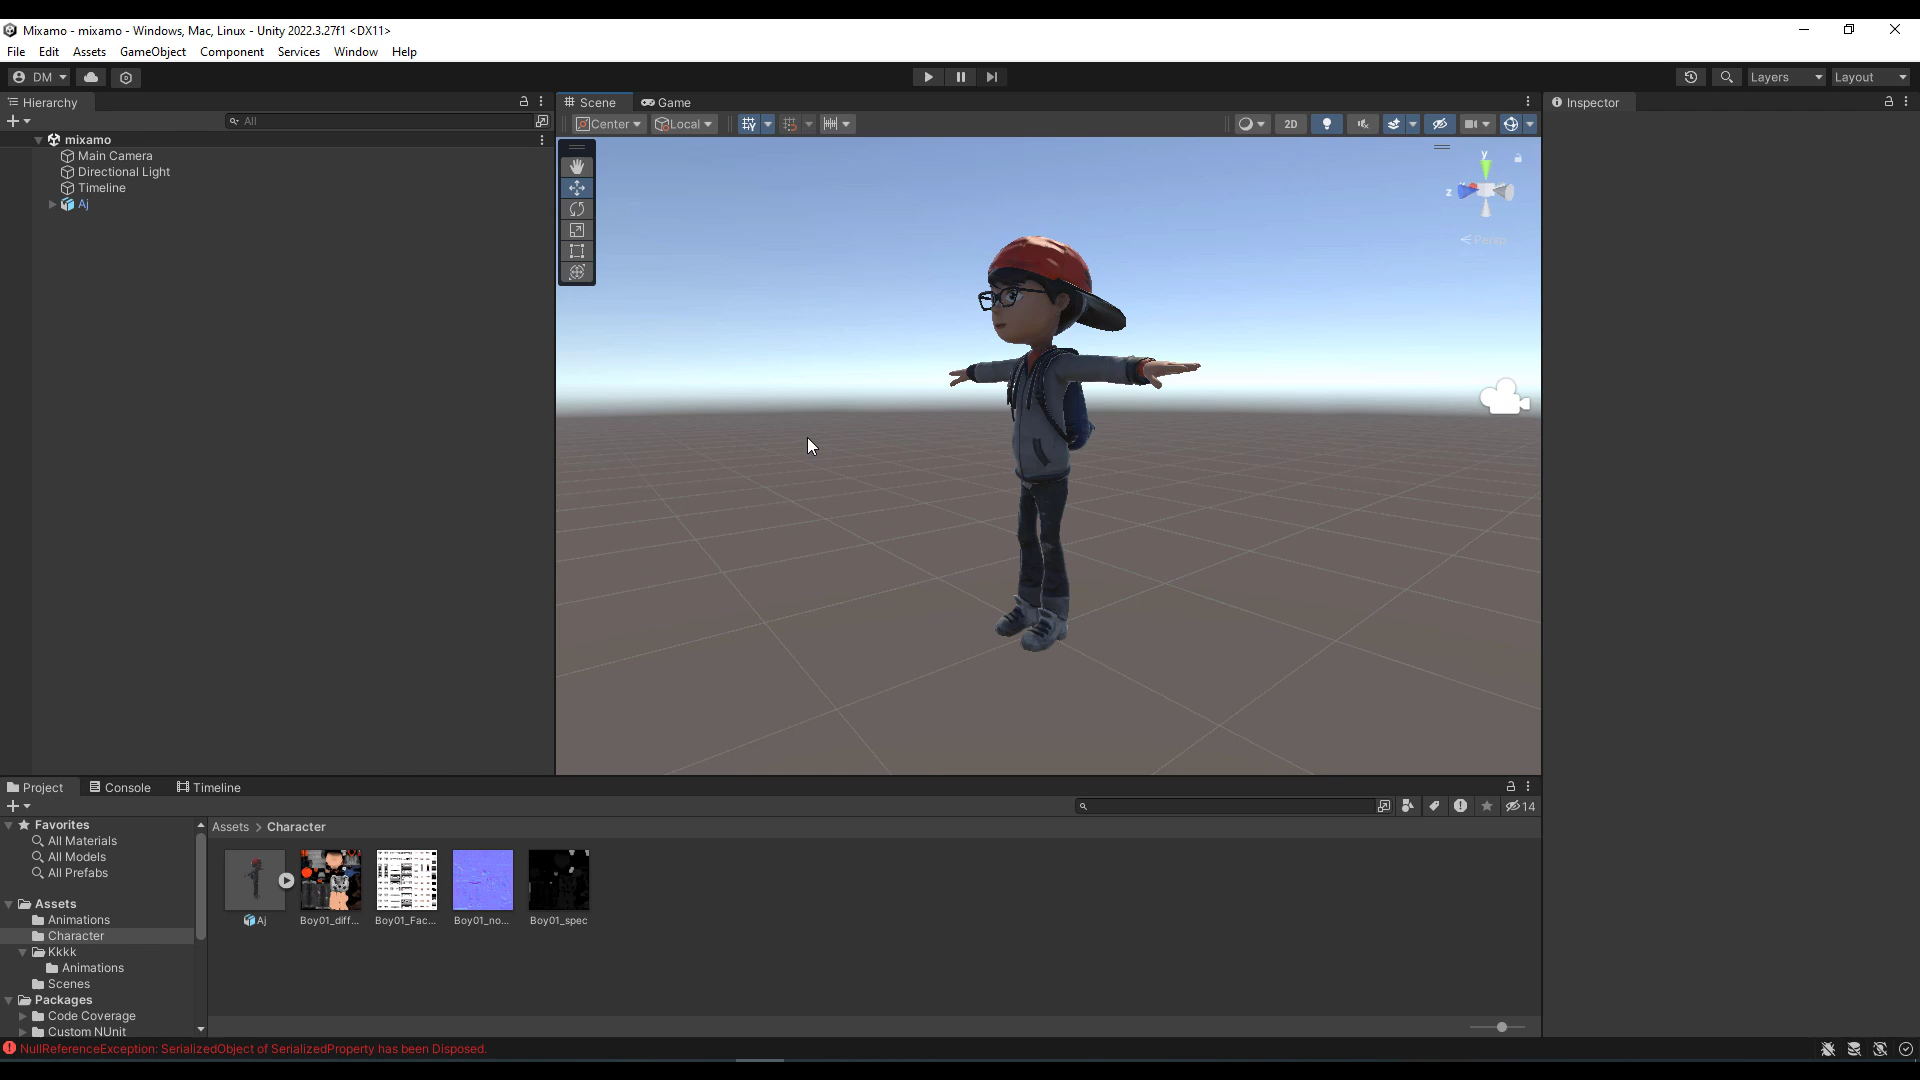 Mixamo - mixamo - Windows, Mac, Linux - Unity 2022.3.27f1 <DX11>
File Edit Assets GameObject Component Services Window Help
DM
Layers
Layout
Hierarchy
Scene
Game
Inspector
All
Center
Local
2D
mixamo
Main Camera
Directional Light
Timeline
Aj
y
z
Persp
Project
Console
Timeline
14
Favorites
All Materials
All Models
All Prefabs
Assets
Animations
Character
Kkkk
Animations
Scenes
Packages
Code Coverage
Custom NUnit
Assets > Character
Aj
Boy01_diff...
Boy01_Fac...
Boy01_no...
Boy01_spec
NullReferenceException: SerializedObject of SerializedProperty has been Disposed.